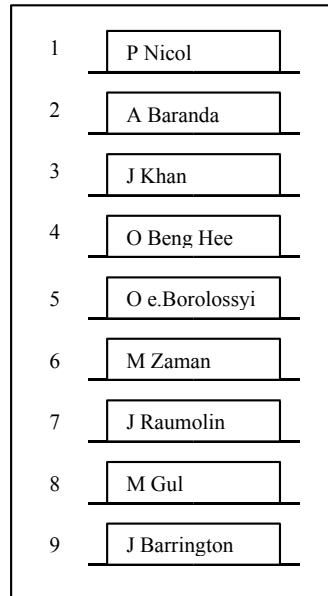 1 P Nicol
2 A Baranda
3 J Khan
4 O Beng Hee
5 O e.Borolossyi
6 M Zaman
7 J Raumolin
8 M Gul
9 J Barrington